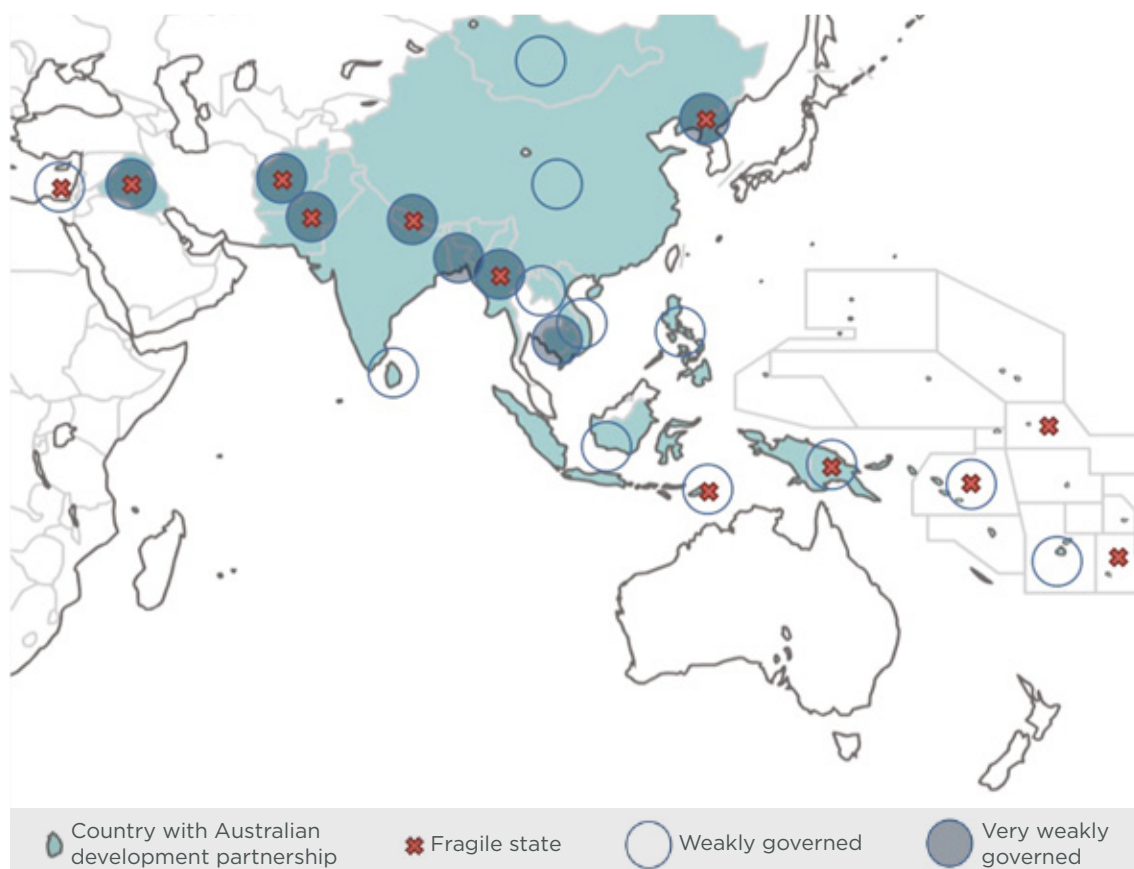 Country with Australian
development partnership
Fragile state
Weakly governed
Very weakly
governed